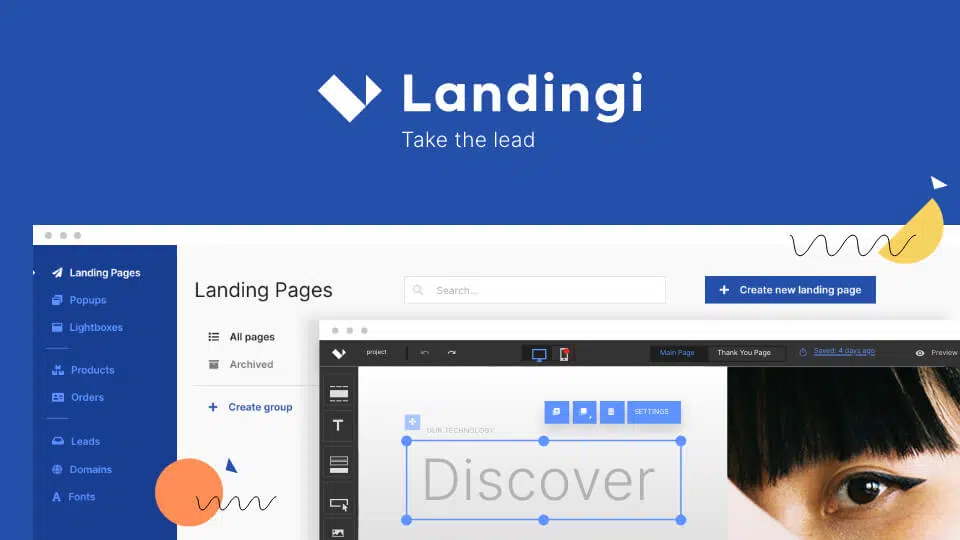 Landingi
Take the lead
Landing Pages
Popups
Lightboxes
Products
Orders
Leads
Domains
Fonts
Landing Pages
Search...
Create new landing page
All pages
Archived
Create group
project
Main Page
Thank You Page
Saved: 4 days ago
Preview
T
SETTINGS
OUR TECHNOLOGY
Discover